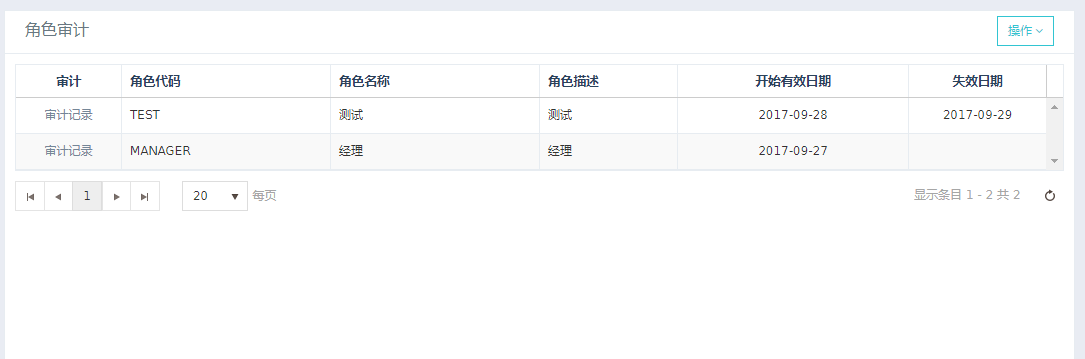 角色审计
操作
审计 角色代码 角色名称 角色描述 开始有效日期 失效日期
审计记录 TEST 测试 测试 2017-09-28 2017-09-29
审计记录 MANAGER 经理 经理 2017-09-27
1 20 每页 显示条目 1 - 2 共 2